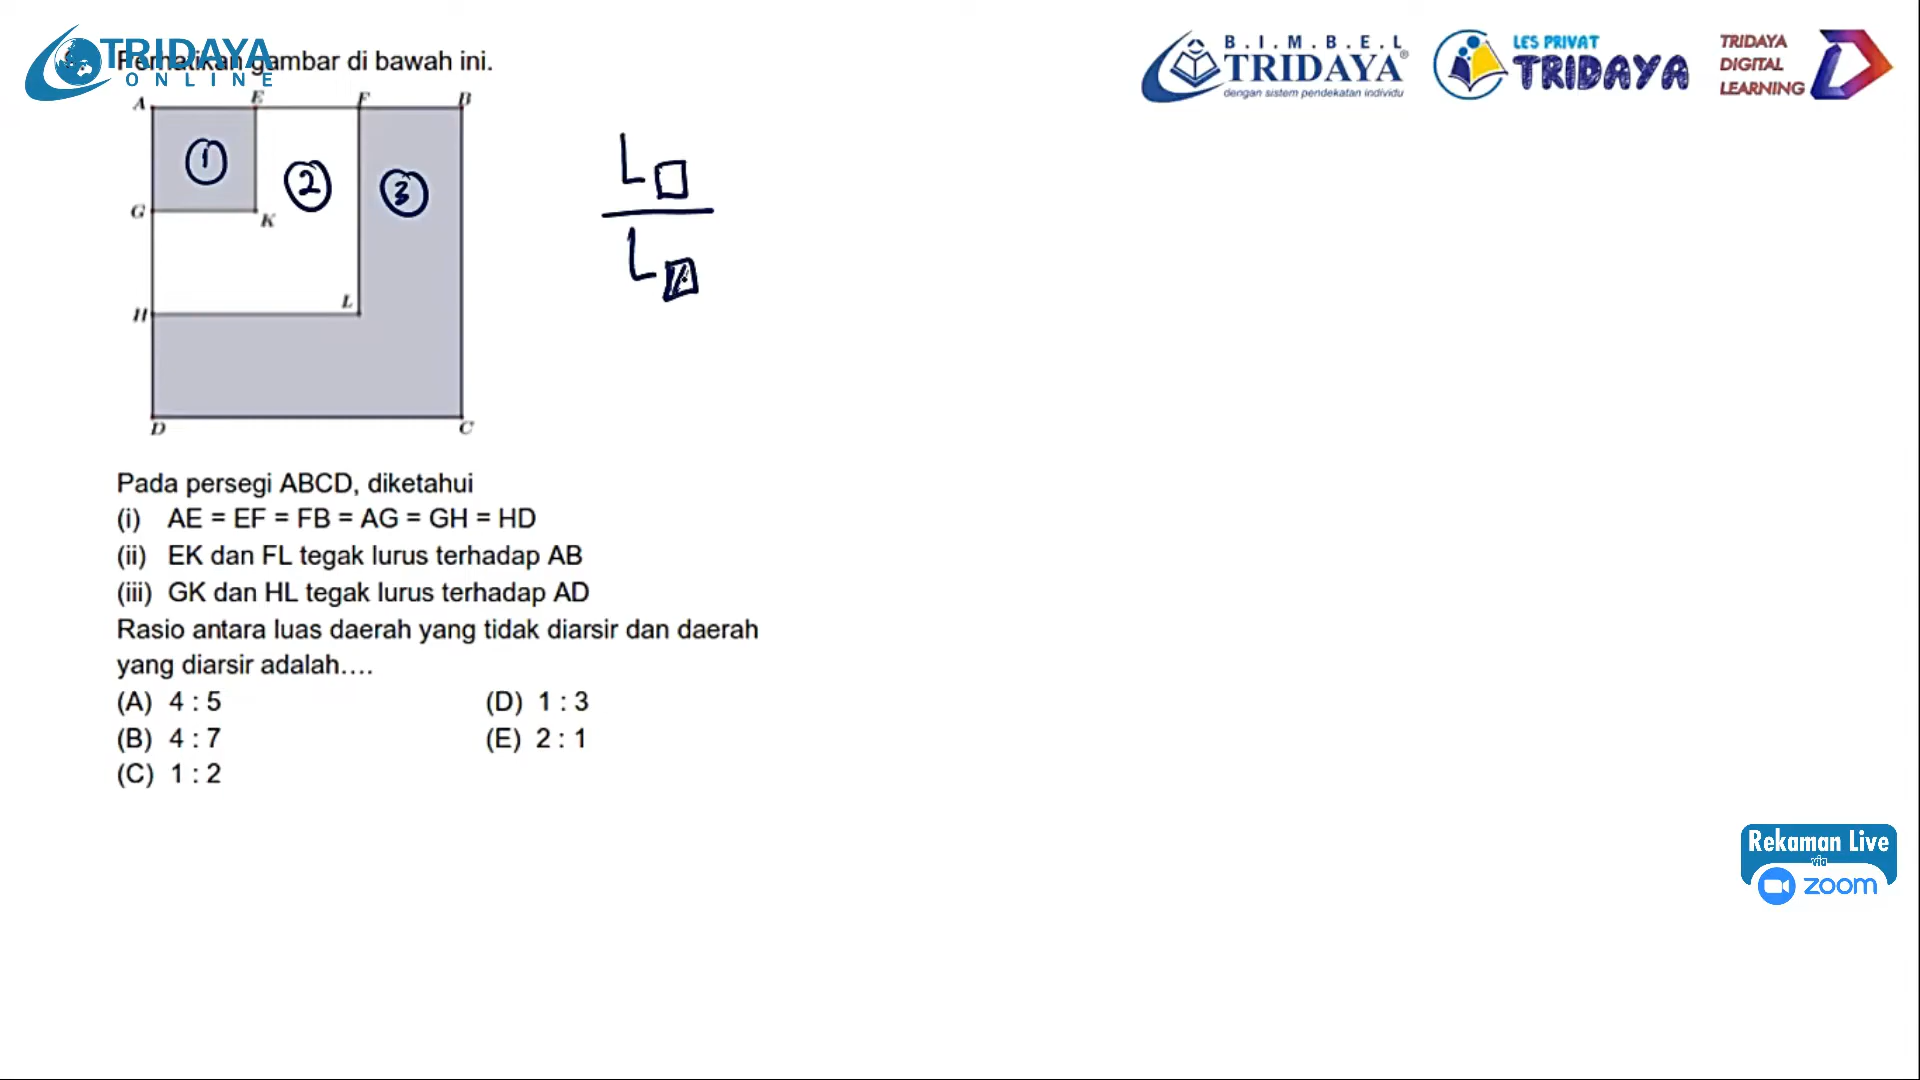 TRIDAYA
ONLINE
Perhatikan gambar di bawah ini.
B.I.M.B.E.L
TRIDAYA®
dengan sistem pendekatan individu
LES PRIVAT
TRIDAYA
TRIDAYA
DIGITAL
LEARNING
A E F B
1 2 3
G K
H L
D C
L
L
Pada persegi ABCD, diketahui
(i) AE = EF = FB = AG = GH = HD
(ii) EK dan FL tegak lurus terhadap AB
(iii) GK dan HL tegak lurus terhadap AD
Rasio antara luas daerah yang tidak diarsir dan daerah
yang diarsir adalah....
(A) 4 : 5 (D) 1 : 3
(B) 4 : 7 (E) 2 : 1
(C) 1 : 2
Rekaman Live
via
zoom